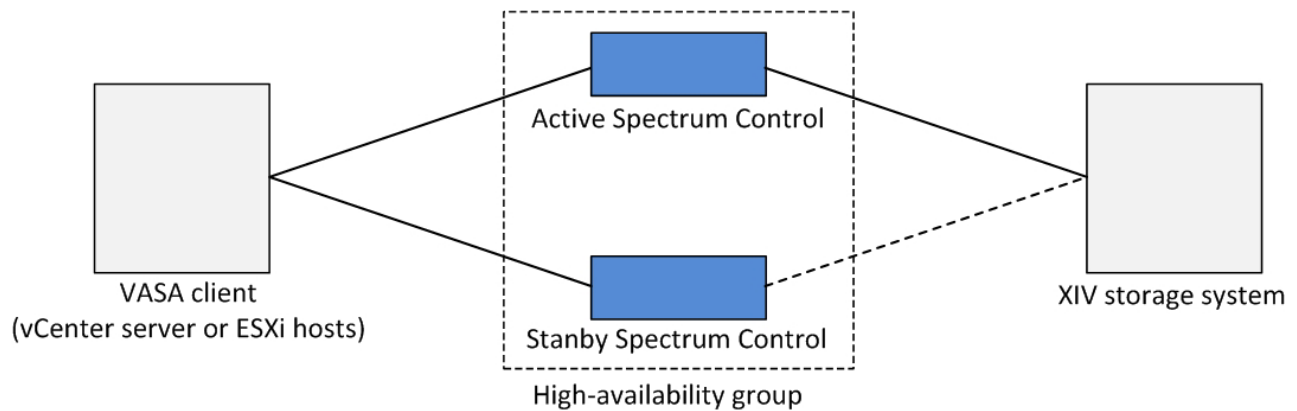 Active Spectrum Control
VASA client
(vCenter server or ESXi hosts)
XIV storage system
Stanby Spectrum Control
High-availability group